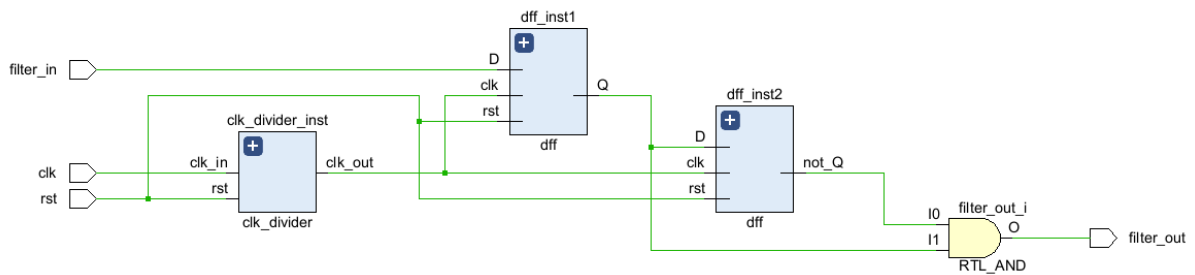 dff_inst1
filter_in
D
clk
rst
Q
dff
clk_divider_inst
clk
rst
clk_in
rst
clk_out
clk_divider
dff_inst2
D
clk
rst
not_Q
dff
filter_out_i
I0
I1
O
RTL_AND
filter_out